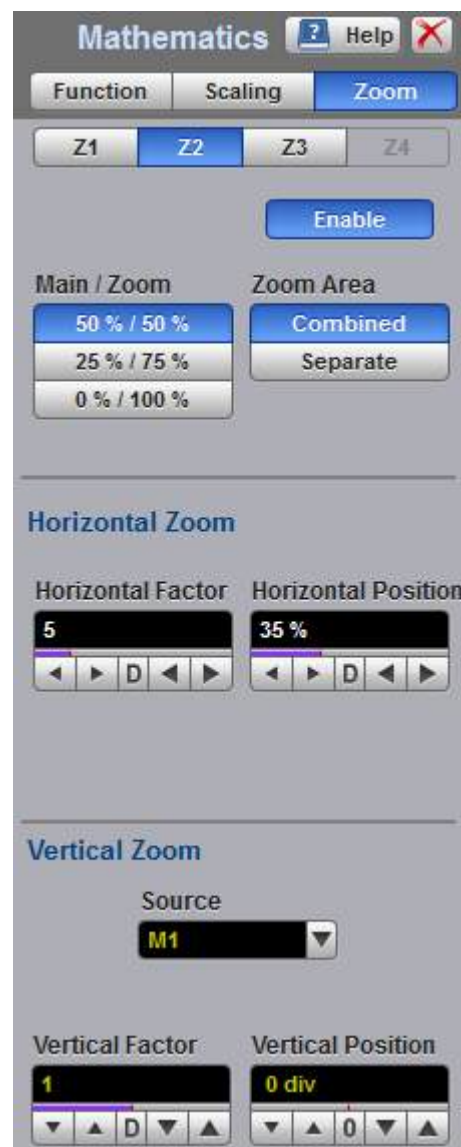 Mathematics ? Help
Function Scaling Zoom
Z1 Z2 Z3 Z4
Enable
Main / Zoom Zoom Area
50 % / 50 % Combined
25 % / 75 % Separate
0 % / 100 %
Horizontal Zoom
Horizontal Factor Horizontal Position
5 35 %
D D
Vertical Zoom
Source
M1
Vertical Factor Vertical Position
1 0 div
D 0